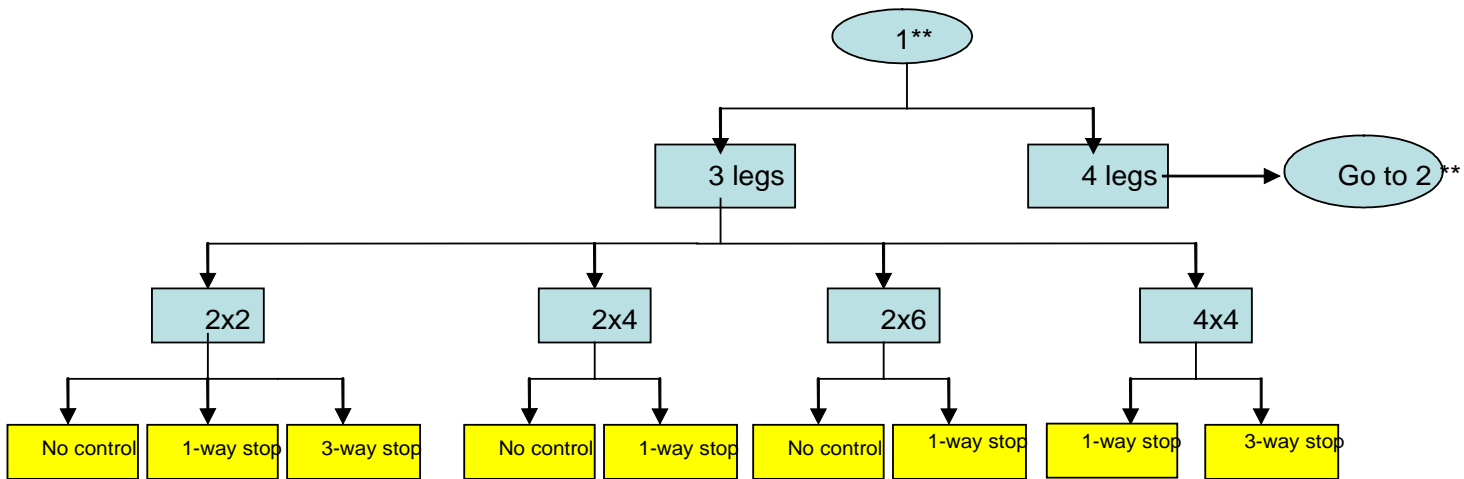 1**
3 legs
4 legs
Go to 2 **
2x2
2x4
2x6
4x4
No control
1-way stop
3-way stop
No control
1-way stop
No control
1-way stop
1-way stop
3-way stop